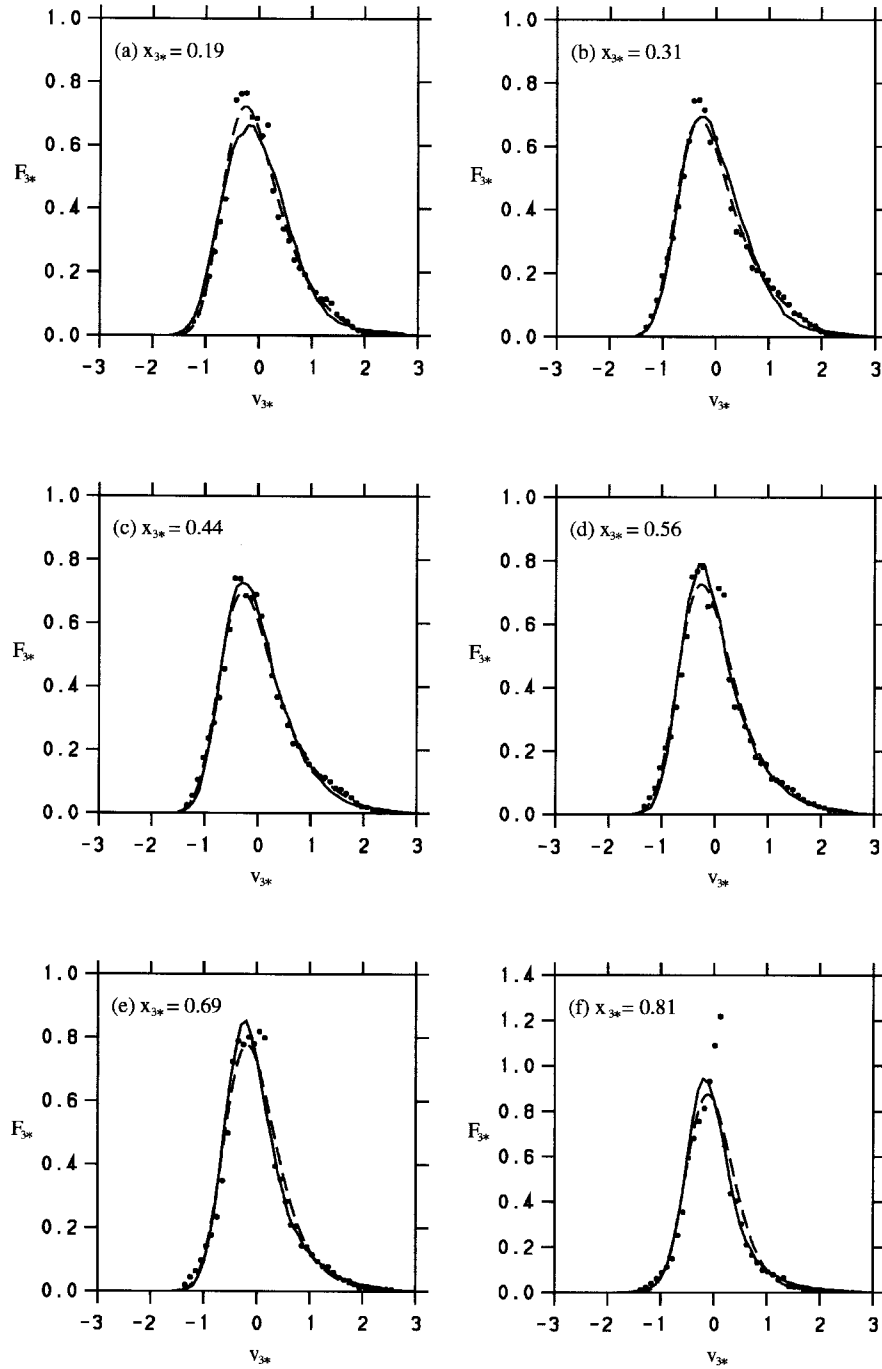 (a) x3* = 0.19
1.0
0.8
0.6
0.4
0.2
0.0
F3*
-3 -2 -1 0 1 2 3
v3*
(b) x3* = 0.31
1.0
0.8
0.6
0.4
0.2
0.0
F3*
-3 -2 -1 0 1 2 3
v3*
(c) x3* = 0.44
1.0
0.8
0.6
0.4
0.2
0.0
F3*
-3 -2 -1 0 1 2 3
v3*
(d) x3* = 0.56
1.0
0.8
0.6
0.4
0.2
0.0
F3*
-3 -2 -1 0 1 2 3
v3*
(e) x3* = 0.69
1.0
0.8
0.6
0.4
0.2
0.0
F3*
-3 -2 -1 0 1 2 3
v3*
(f) x3* = 0.81
1.4
1.2
1.0
0.8
0.6
0.4
0.2
0.0
F3*
-3 -2 -1 0 1 2 3
v3*